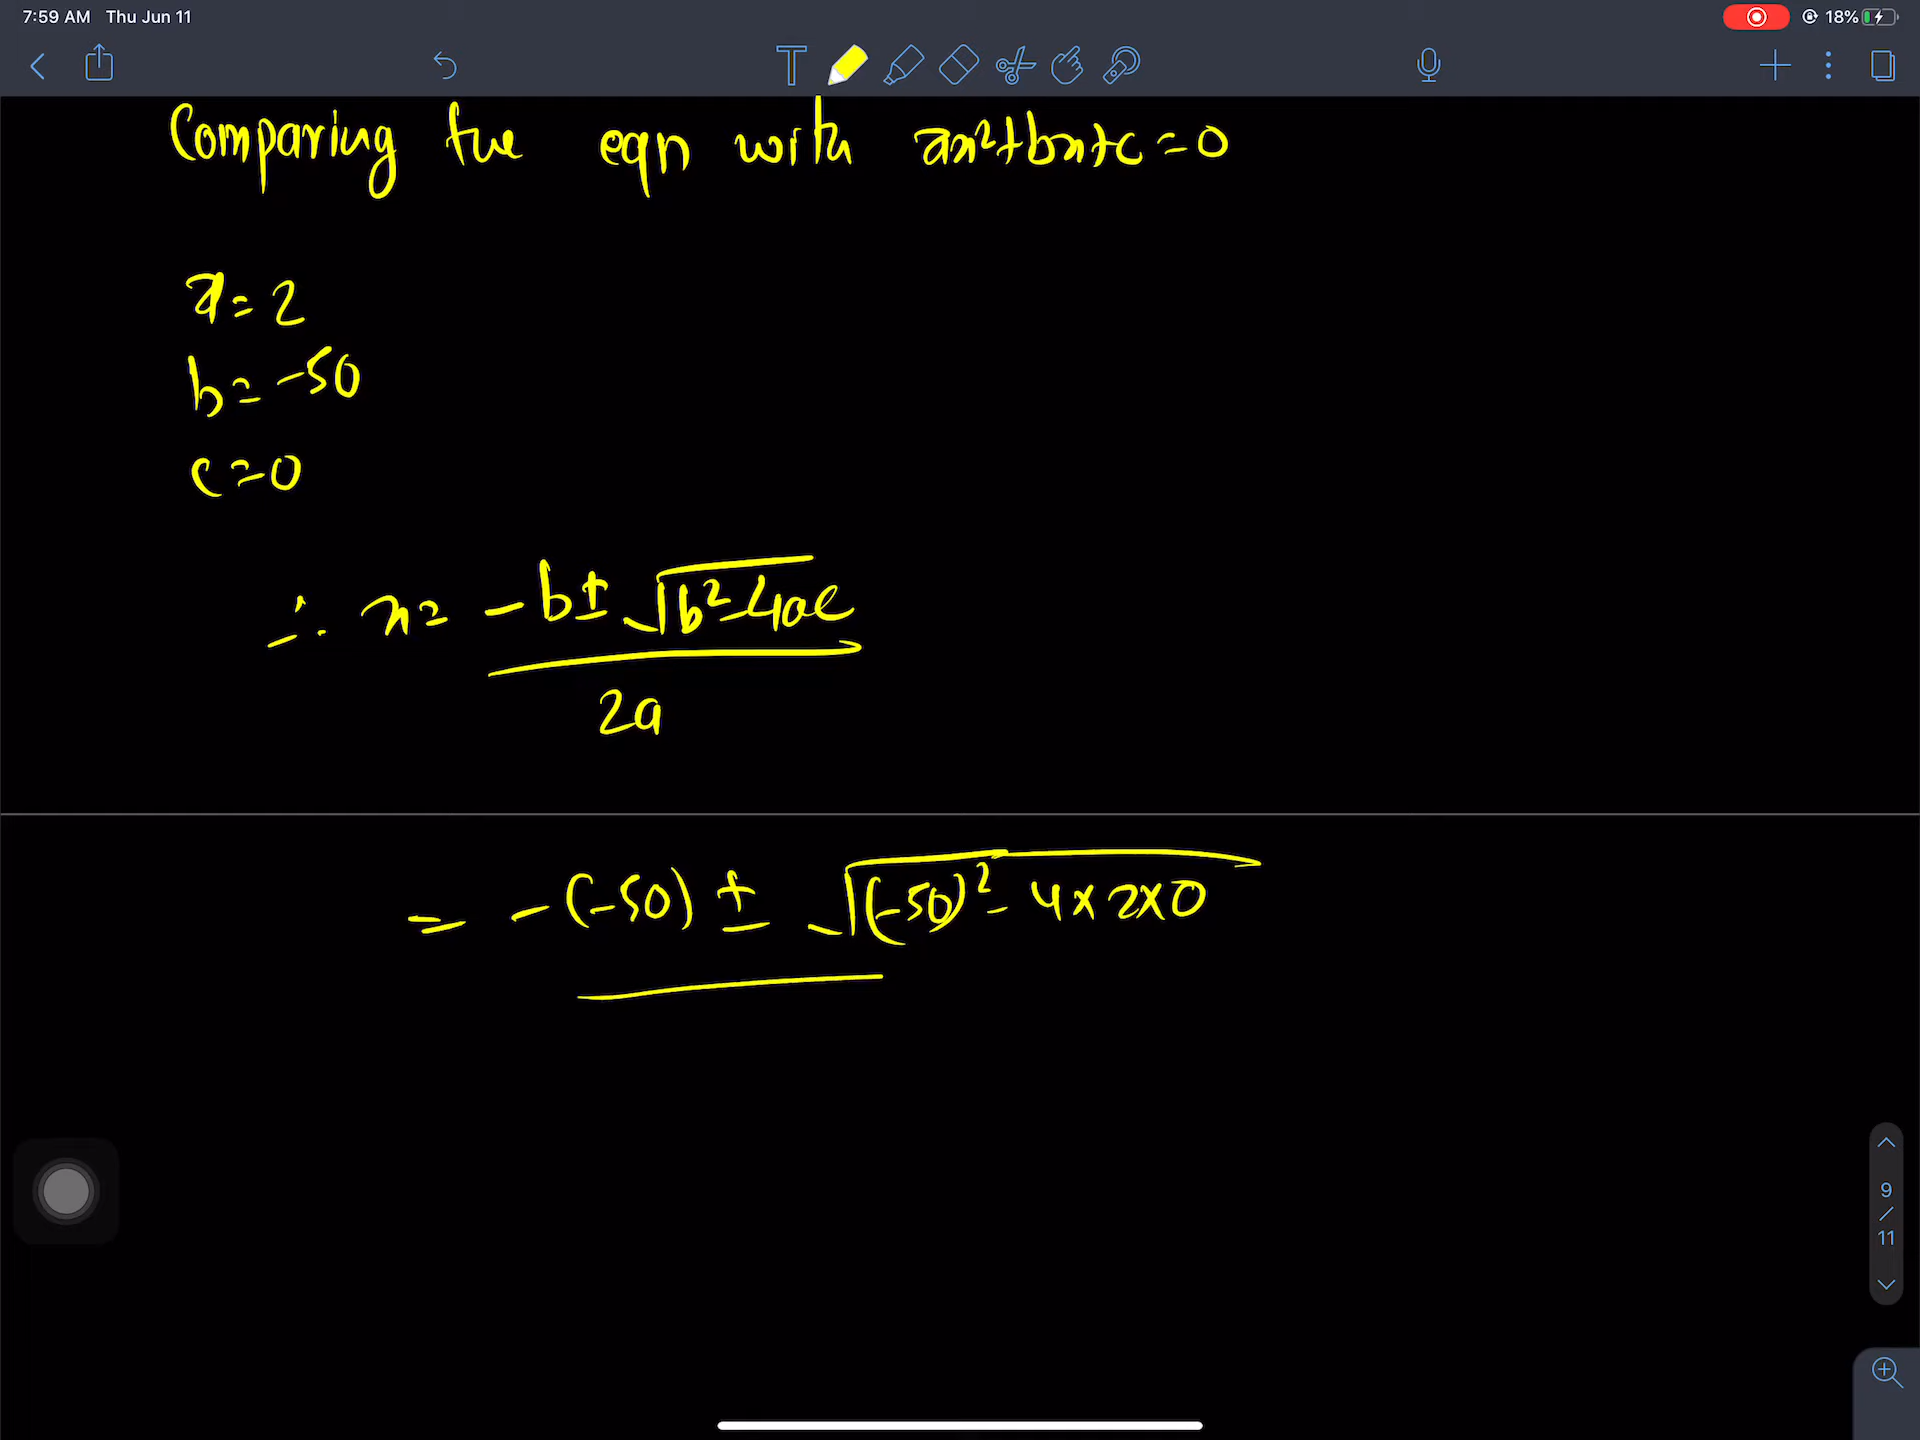 7:59 AM Thu Jun 11
18%
Comparing the eqn with ax²+bx+c=0
a=2
b=-50
c=0
∴ x= -b± √b²-4ac
2a
= -(-50) ± √(-50)² - 4×2×0
9
/
11